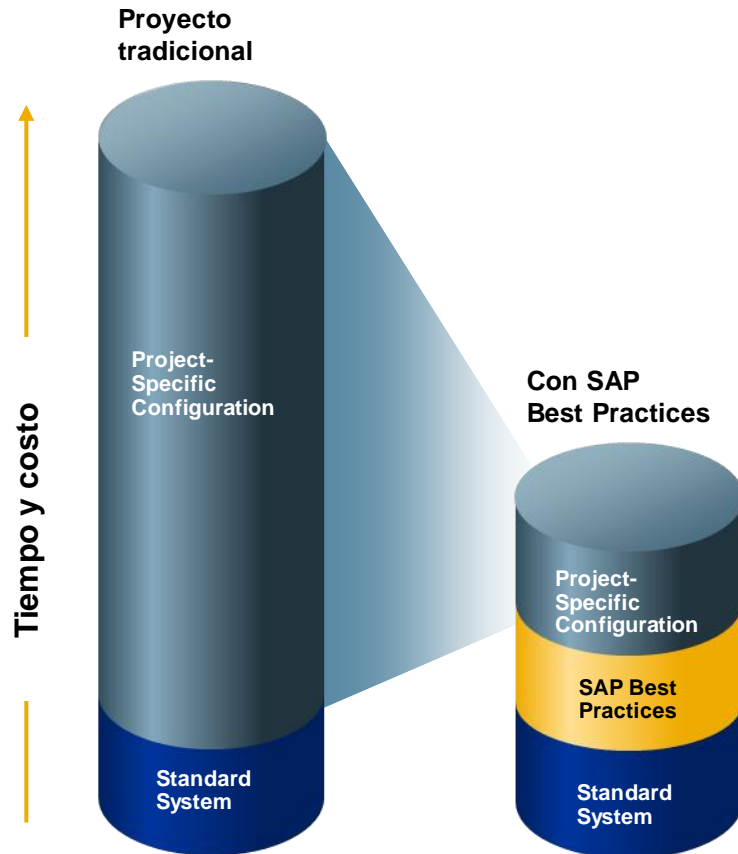 Proyecto
tradicional
Tiempo y costo
Project-
Specific
Configuration
Standard
System
Con SAP
Best Practices
Project-
Specific
Configuration
SAP Best
Practices
Standard
System